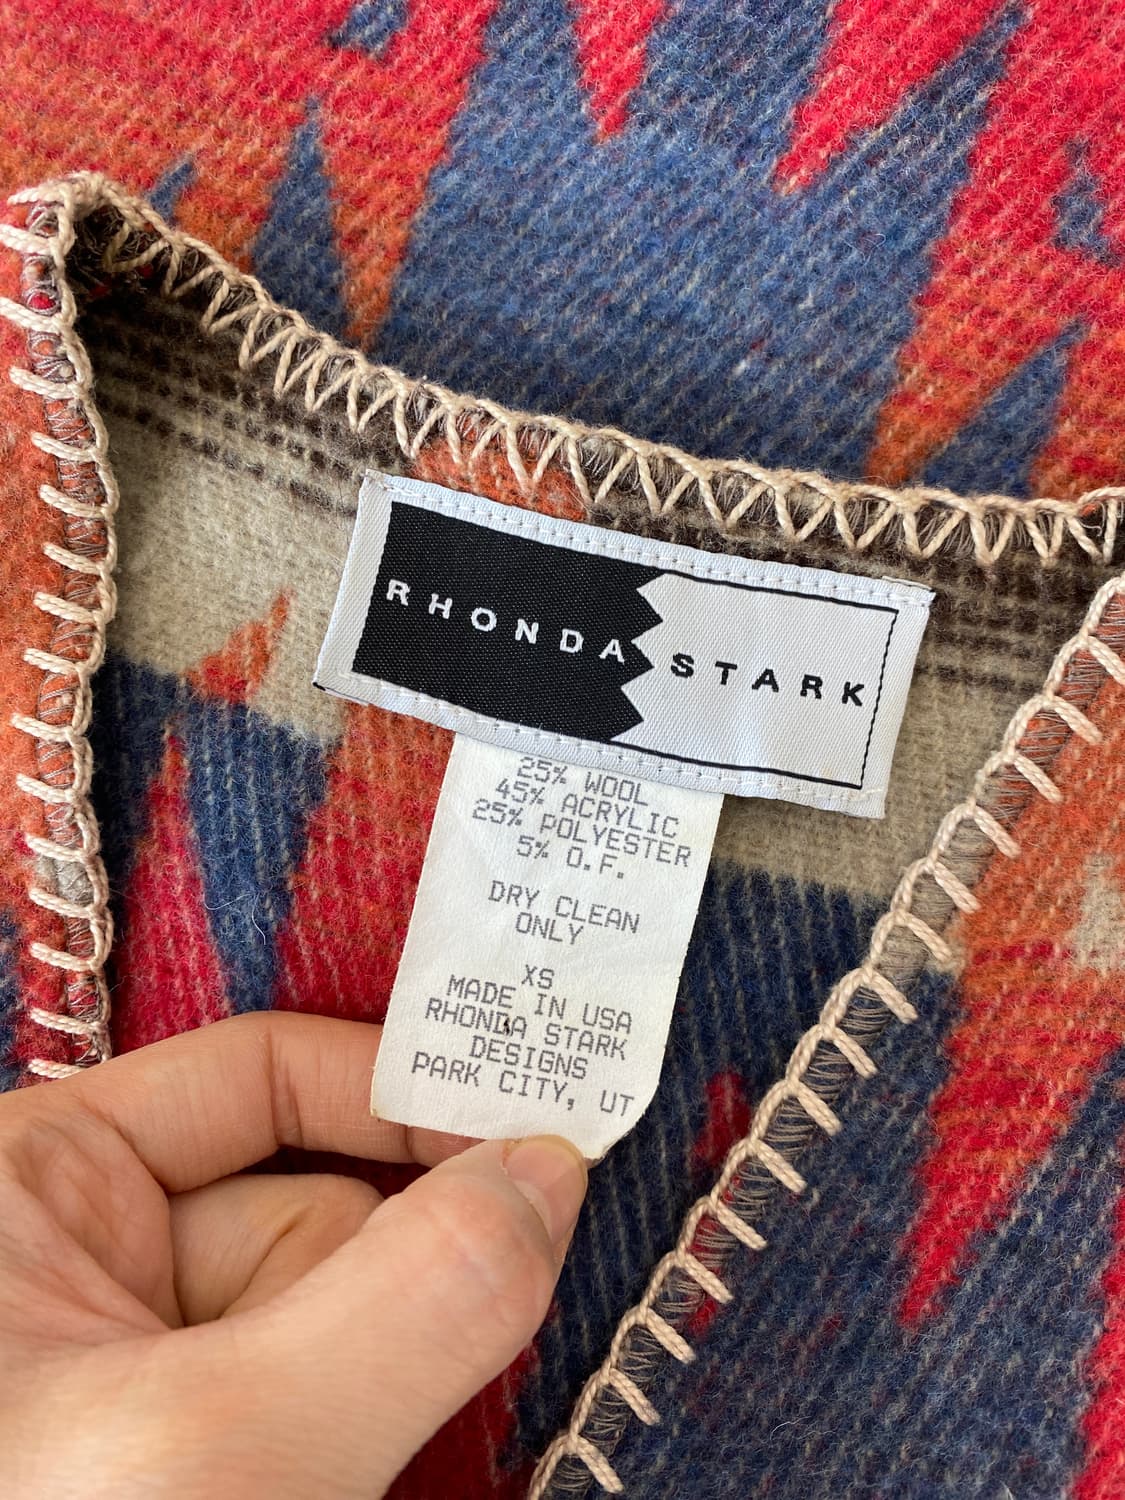 RHONDA STARK
25% WOOL
45% ACRYLIC
25% POLYESTER
5% O.F.
DRY CLEAN
ONLY
XS
MADE IN USA
RHONDA STARK
DESIGNS
PARK CITY, UT